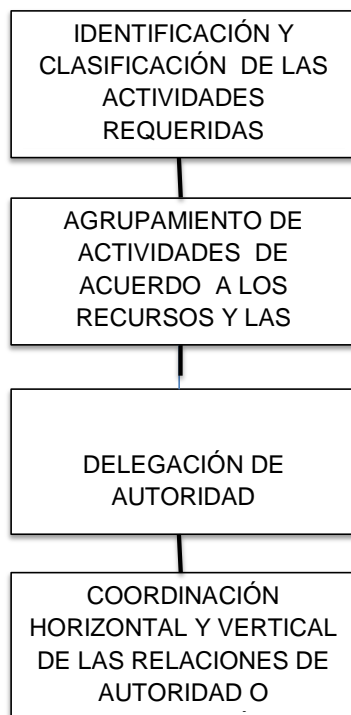 IDENTIFICACIÓN Y
CLASIFICACIÓN DE LAS
ACTIVIDADES
REQUERIDAS
AGRUPAMIENTO DE
ACTIVIDADES DE
ACUERDO A LOS
RECURSOS Y LAS
DELEGACIÓN DE
AUTORIDAD
COORDINACIÓN
HORIZONTAL Y VERTICAL
DE LAS RELACIONES DE
AUTORIDAD O